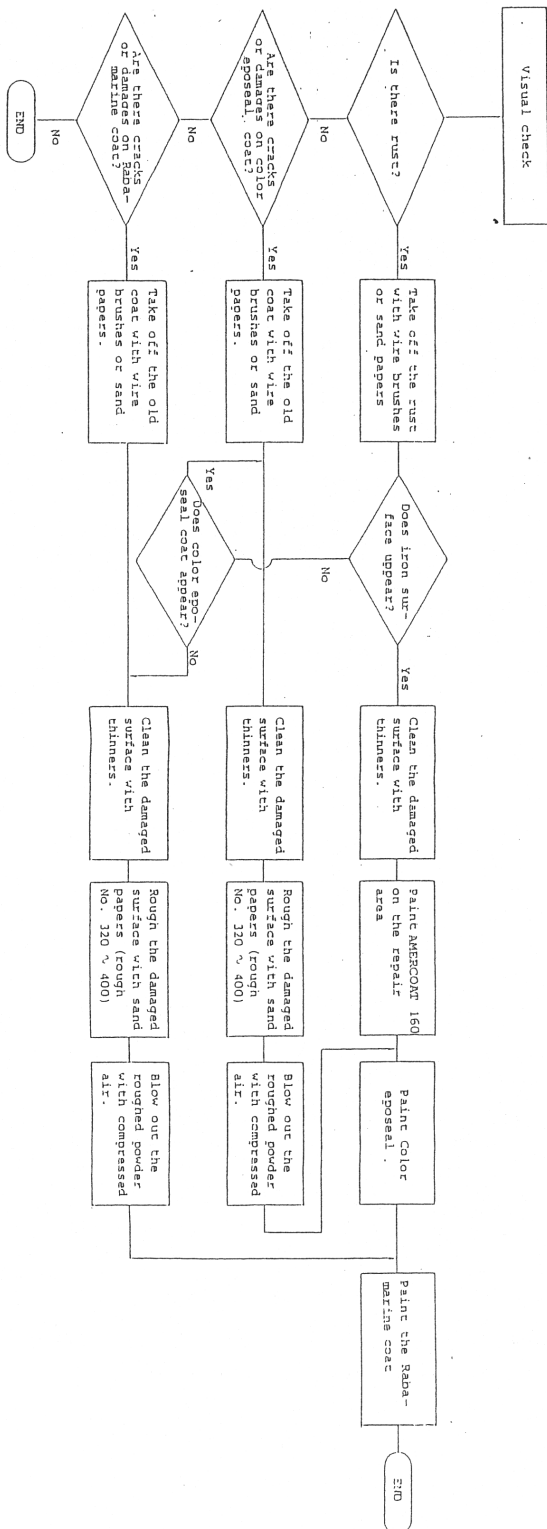 Visual check
Is there rust?
Yes
Take off the rust
with wire brushes
or sand papers
Does iron sur-
face uppear?
Yes
Clean the damaged
surface with
thinners.
paint AMERCOAT 160
on the repair
area
Paint Color
eposeal.
Paint the Raba-
marine coat
END
No
No
Are there cracks
or damages on color
eposeal coat?
Yes
Take off the old
coat with wire
brushes or sand
papers.
Clean the damaged
surface with
thinners.
Rough the damaged
surface with sand
papers (rough
No. 320 ~ 400)
Blow out the
roughed powder
with compressed
air.
Yes
Does color epo-
seal coat appear?
No
No
Are thers cracks
or damages on Raba-
marine coat?
Yes
Take off the old
coat with wire
brushes or sand
papers.
Clean the damaged
surface with
thinners.
Rough the damaged
surface with sand
papers (rough
No. 320 ~ 400)
Blow out the
roughed powder
with compressed
air.
No
END